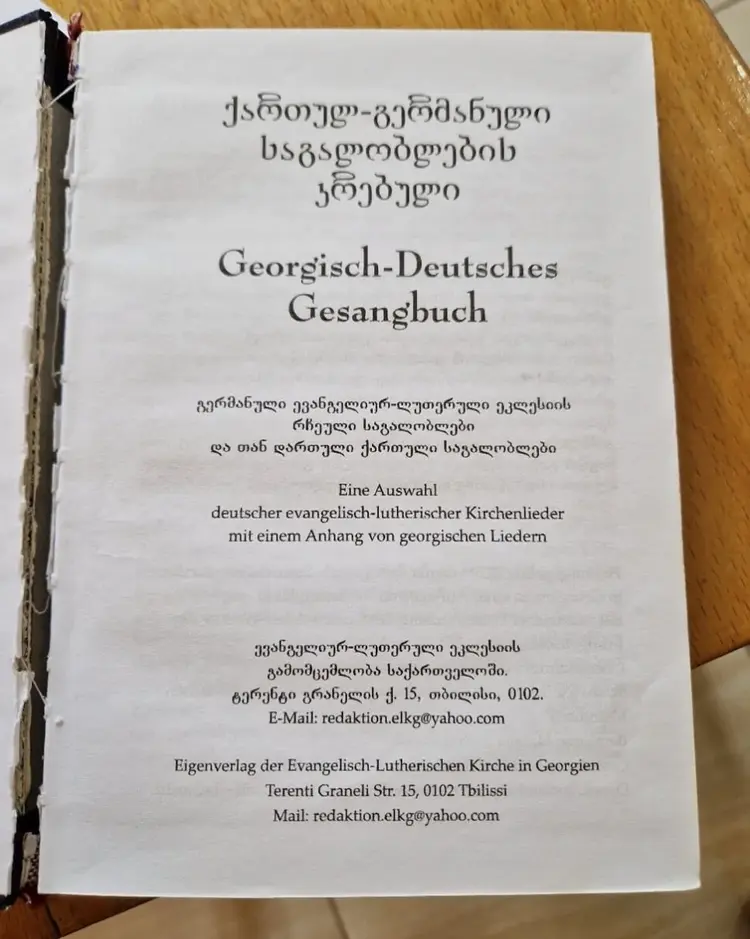 ქართულ-გერმანული
საგალობლების
კრებული
Georgisch-Deutsches
Gesangbuch
გერმანული ევანგელიურ-ლუთერული ეკლესიის
რჩეული საგალობლები
და თან დართული ქართული საგალობლები
Eine Auswahl
deutscher evangelisch-lutherischer Kirchenlieder
mit einem Anhang von georgischen Liedern
ევანგელიურ-ლუთერული ეკლესიის
გამომცემლობა საქართველოში.
ტერენტი გრანელის ქ. 15, თბილისი, 0102.
E-Mail: redaktion.elkg@yahoo.com
Eigenverlag der Evangelisch-Lutherischen Kirche in Georgien
Terenti Graneli Str. 15, 0102 Tbilissi
Mail: redaktion.elkg@yahoo.com